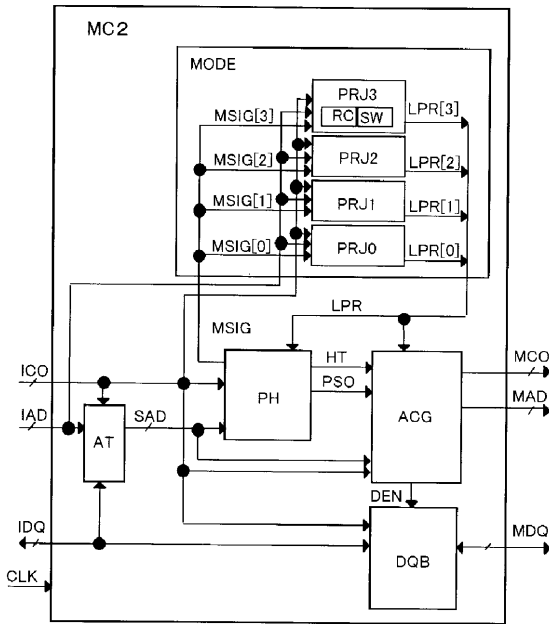 MC2
MODE
PRJ3
RC SW
MSIG[3]
LPR[3]
MSIG[2]
PRJ2
LPR[2]
MSIG[1]
PRJ1
LPR[1]
MSIG[0]
PRJ0
LPR[0]
MSIG
LPR
ICO
HT
MCO
PH
PSO
ACG
IAD
SAD
MAD
AT
DEN
IDQ
MDQ
DQB
CLK